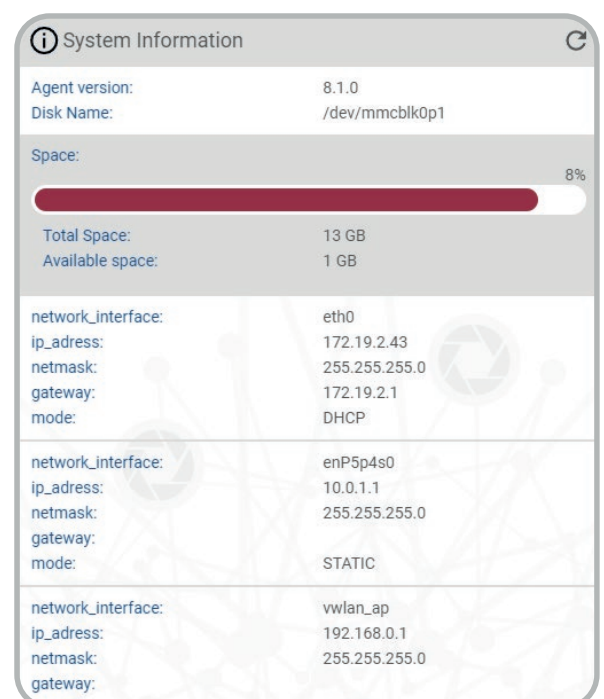 System Information
Agent version: 8.1.0
Disk Name: /dev/mmcblk0p1
Space:
8%
Total Space: 13 GB
Available space: 1 GB
network_interface: eth0
ip_adress: 172.19.2.43
netmask: 255.255.255.0
gateway: 172.19.2.1
mode: DHCP
network_interface: enP5p4s0
ip_adress: 10.0.1.1
netmask: 255.255.255.0
gateway:
mode: STATIC
network_interface: vwlan_ap
ip_adress: 192.168.0.1
netmask: 255.255.255.0
gateway: